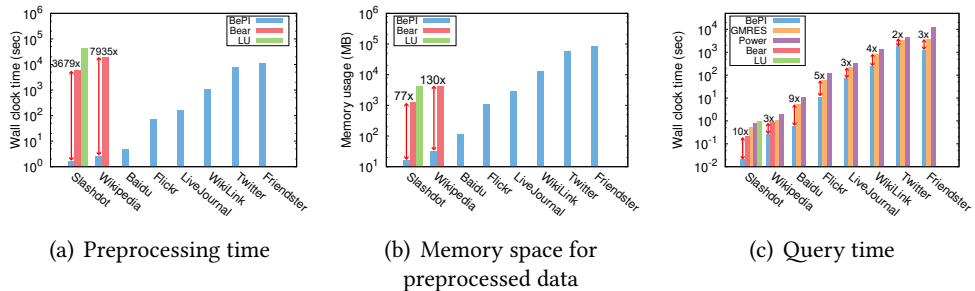 Wall clock time (sec)
10^6
10^5
10^4
10^3
10^2
10^1
10^0
BePI
Bear
LU
3679x
7935x
Slashdot
Wikipedia
Baidu
Flickr
LiveJournal
WikiLink
Twitter
Friendster
(a) Preprocessing time
Memory usage (MB)
10^6
10^5
10^4
10^3
10^2
10^1
BePI
Bear
LU
77x
130x
Slashdot
Wikipedia
Baidu
Flickr
LiveJournal
WikiLink
Twitter
Friendster
(b) Memory space for
preprocessed data
Wall clock time (sec)
10^4
10^3
10^2
10^1
10^0
10^-1
10^-2
BePI
GMRES
Power
Bear
LU
10x
3x
9x
5x
3x
4x
2x
3x
Slashdot
Wikipedia
Baidu
Flickr
LiveJournal
WikiLink
Twitter
Friendster
(c) Query time